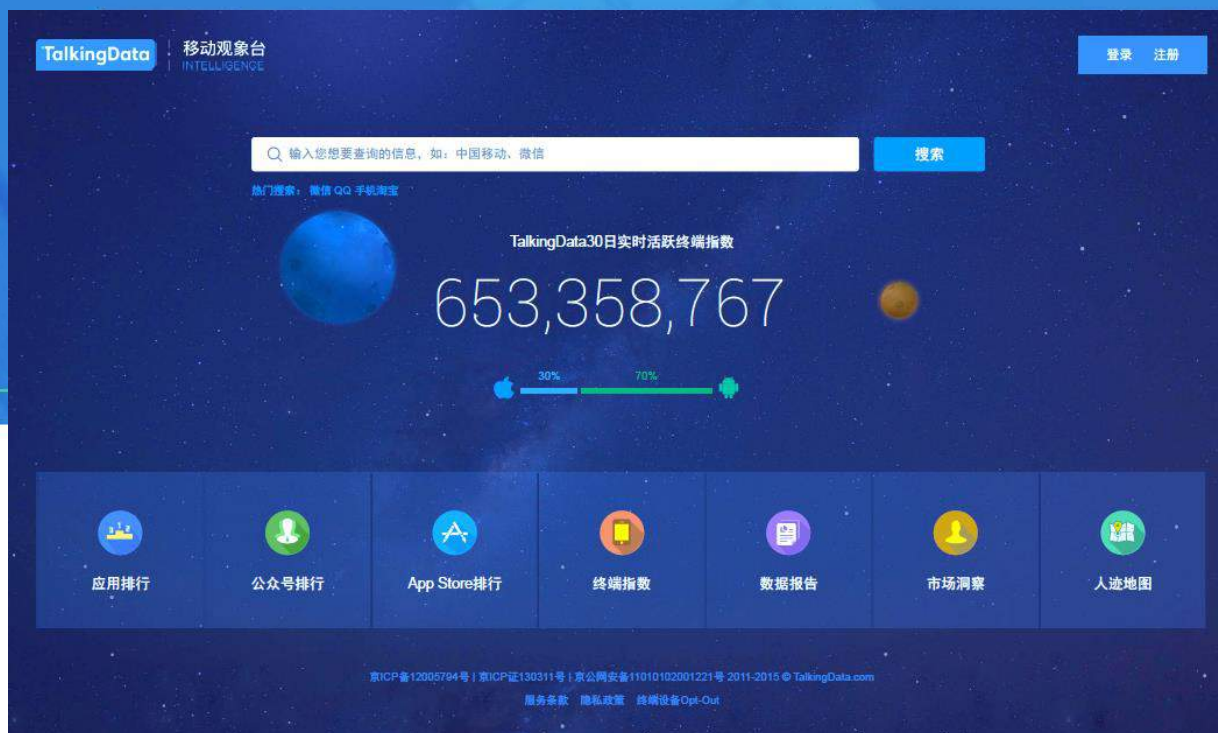 TalkingData 移动观象台
INTELLIGENCE
登录 注册
输入您想要查询的信息，如：中国移动、微信
搜索
热门搜索： 微信 QQ 手机淘宝
TalkingData30日实时活跃终端指数
653,358,767
30% 70%
应用排行 公众号排行 App Store排行 终端指数 数据报告 市场洞察 人迹地图
京ICP备12005794号 | 京ICP证130311号 | 京公网安备11010102001221号 2011-2015 © TalkingData.com
服务条款 隐私政策 终端设备Opt-Out